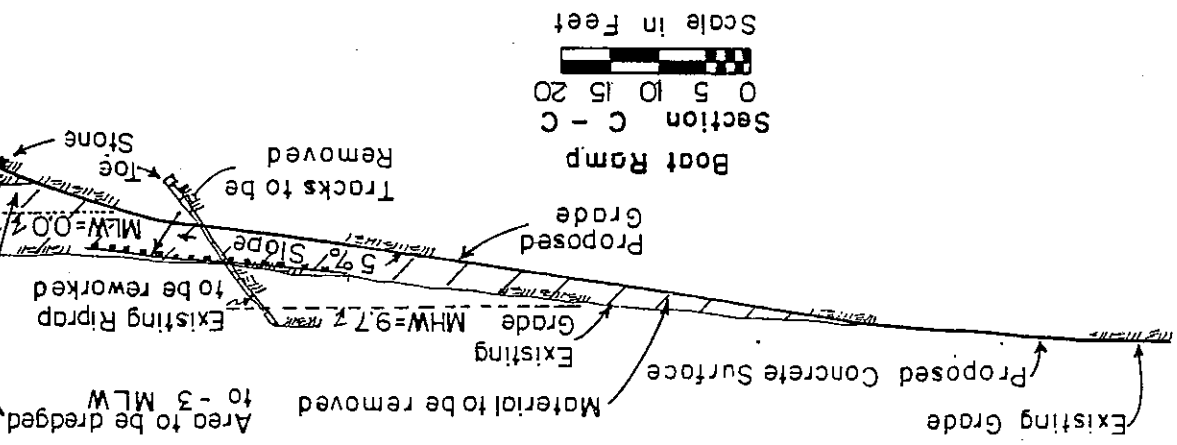 Area to be dredged
to -3 MLW
Existing Grade
Proposed Concrete Surface
Material to be removed
Existing
Grade
MHW=9.7
Existing Riprap
to be reworked
5% Slope
MLW=0.0
Proposed
Grade
Tracks to be
Removed
Toe
Stone
Boat Ramp
Section C - C
0 5 10 15 20
Scale in Feet